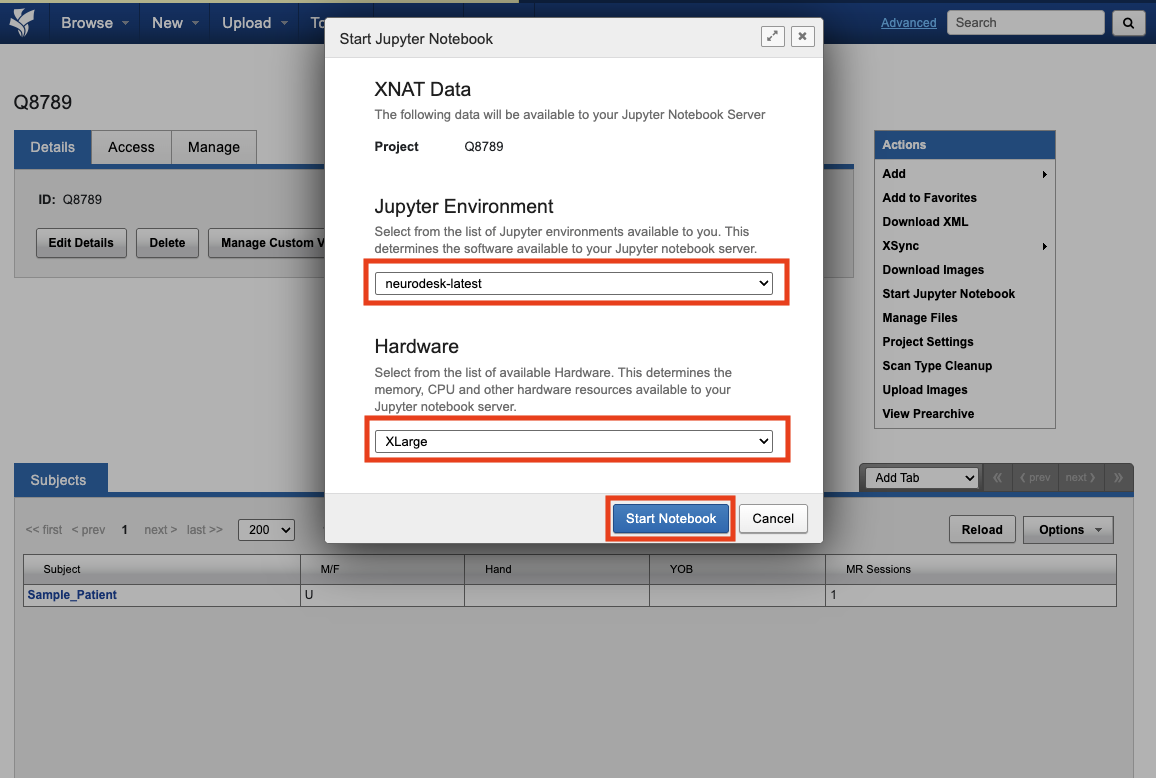 Browse New Upload To
Advanced Search
Start Jupyter Notebook
XNAT Data
The following data will be available to your Jupyter Notebook Server
Project Q8789
Jupyter Environment
Select from the list of Jupyter environments available to you. This
determines the software available to your Jupyter notebook server.
neurodesk-latest
Hardware
Select from the list of available Hardware. This determines the
memory, CPU and other hardware resources available to your
Jupyter notebook server.
XLarge
Start Notebook Cancel
Q8789
Details Access Manage
ID: Q8789
Edit Details Delete Manage Custom V
Actions
Add
Add to Favorites
Download XML
XSync
Download Images
Start Jupyter Notebook
Manage Files
Project Settings
Scan Type Cleanup
Upload Images
View Prearchive
Subjects
Add Tab « ‹ prev next › »
<< first < prev 1 next > last >> 200
Reload Options
Subject M/F Hand YOB MR Sessions
Sample_Patient U 1